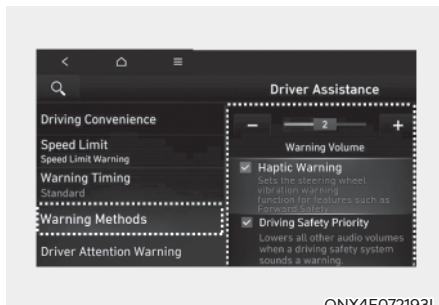 Driver Assistance
Driving Convenience
Speed Limit
Speed Limit Warning
Warning Timing
Standard
Warning Methods
Driver Attention Warning
− 2 +
Warning Volume
Haptic Warning
Sets the steering wheel
vibration warning
function for features such as
Forward Safety
Driving Safety Priority
Lowers all other audio volumes
when a driving safety system
sounds a warning.